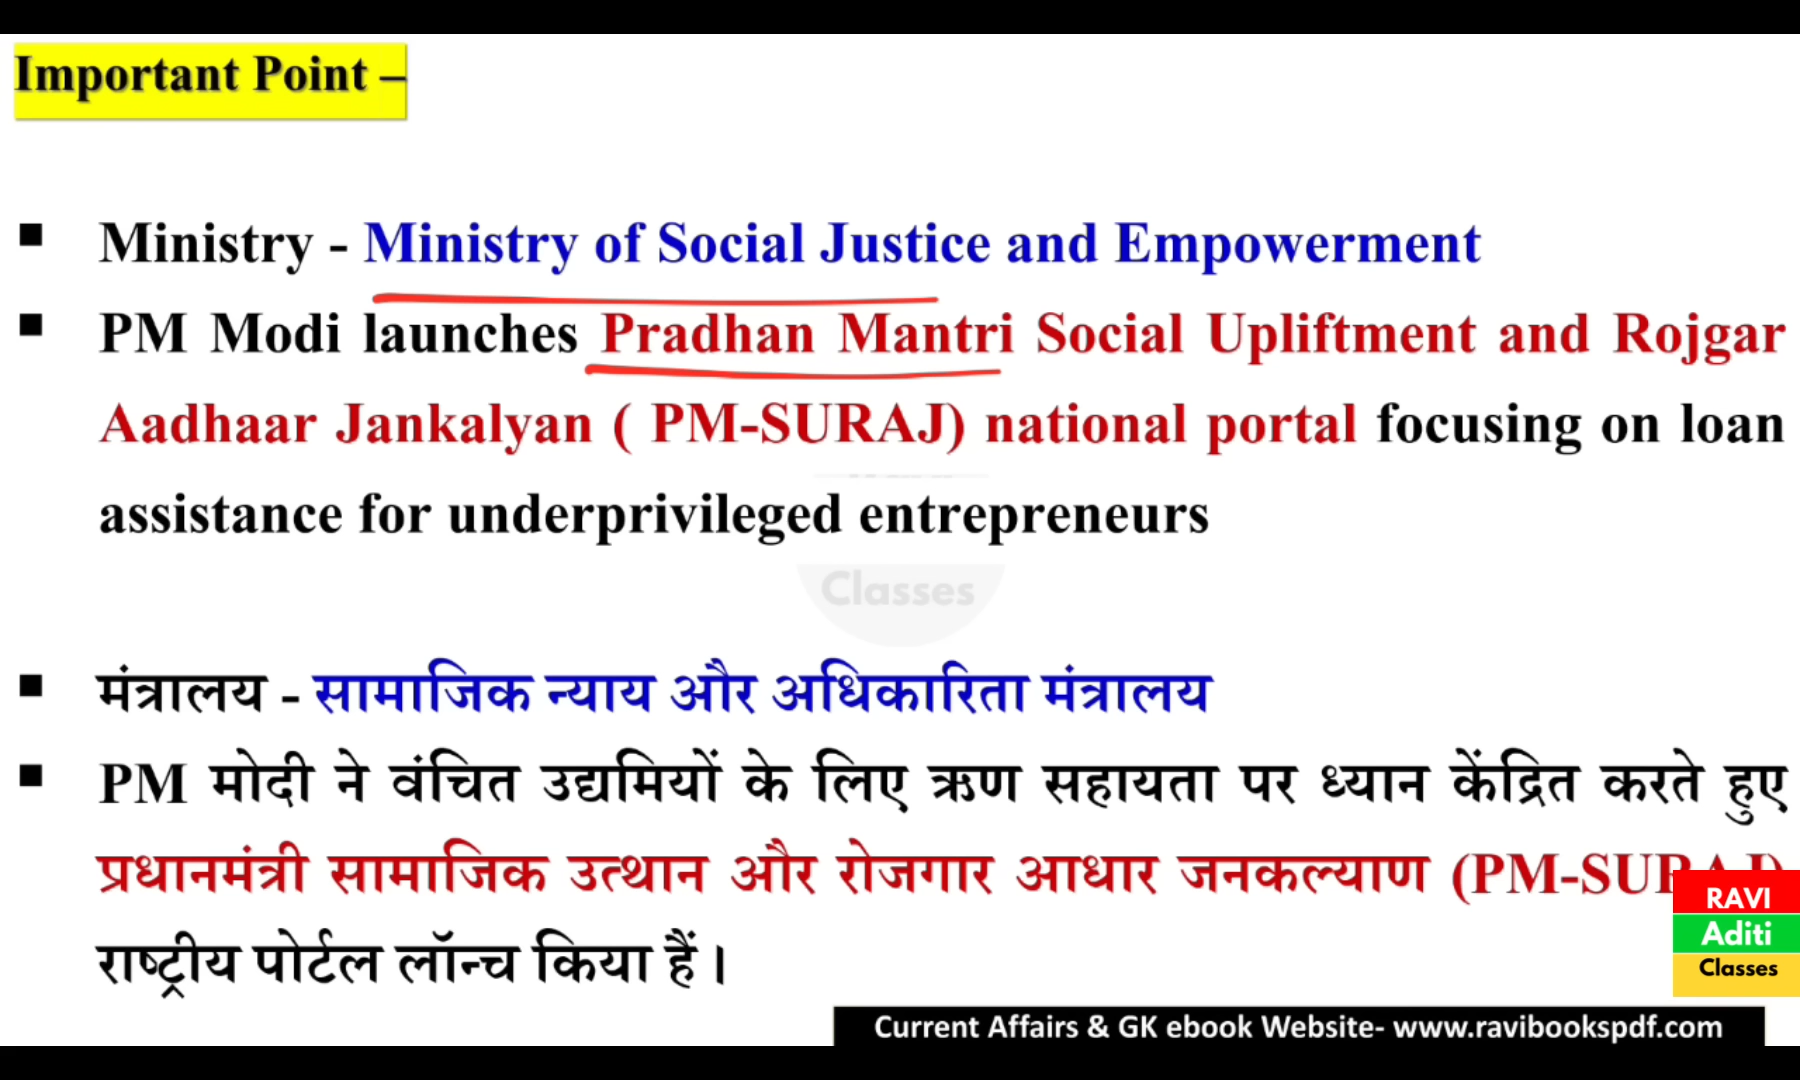 Important Point –
▪ Ministry - Ministry of Social Justice and Empowerment
▪ PM Modi launches Pradhan Mantri Social Upliftment and Rojgar
Aadhaar Jankalyan ( PM-SURAJ) national portal focusing on loan
assistance for underprivileged entrepreneurs
Classes
▪ मंत्रालय - सामाजिक न्याय और अधिकारिता मंत्रालय
▪ PM मोदी ने वंचित उद्यमियों के लिए ऋण सहायता पर ध्यान केंद्रित करते हुए
प्रधानमंत्री सामाजिक उत्थान और रोजगार आधार जनकल्याण (PM-SURAJ)
राष्ट्रीय पोर्टल लॉन्च किया हैं।
RAVI
Aditi
Classes
Current Affairs & GK ebook Website- www.ravibookspdf.com